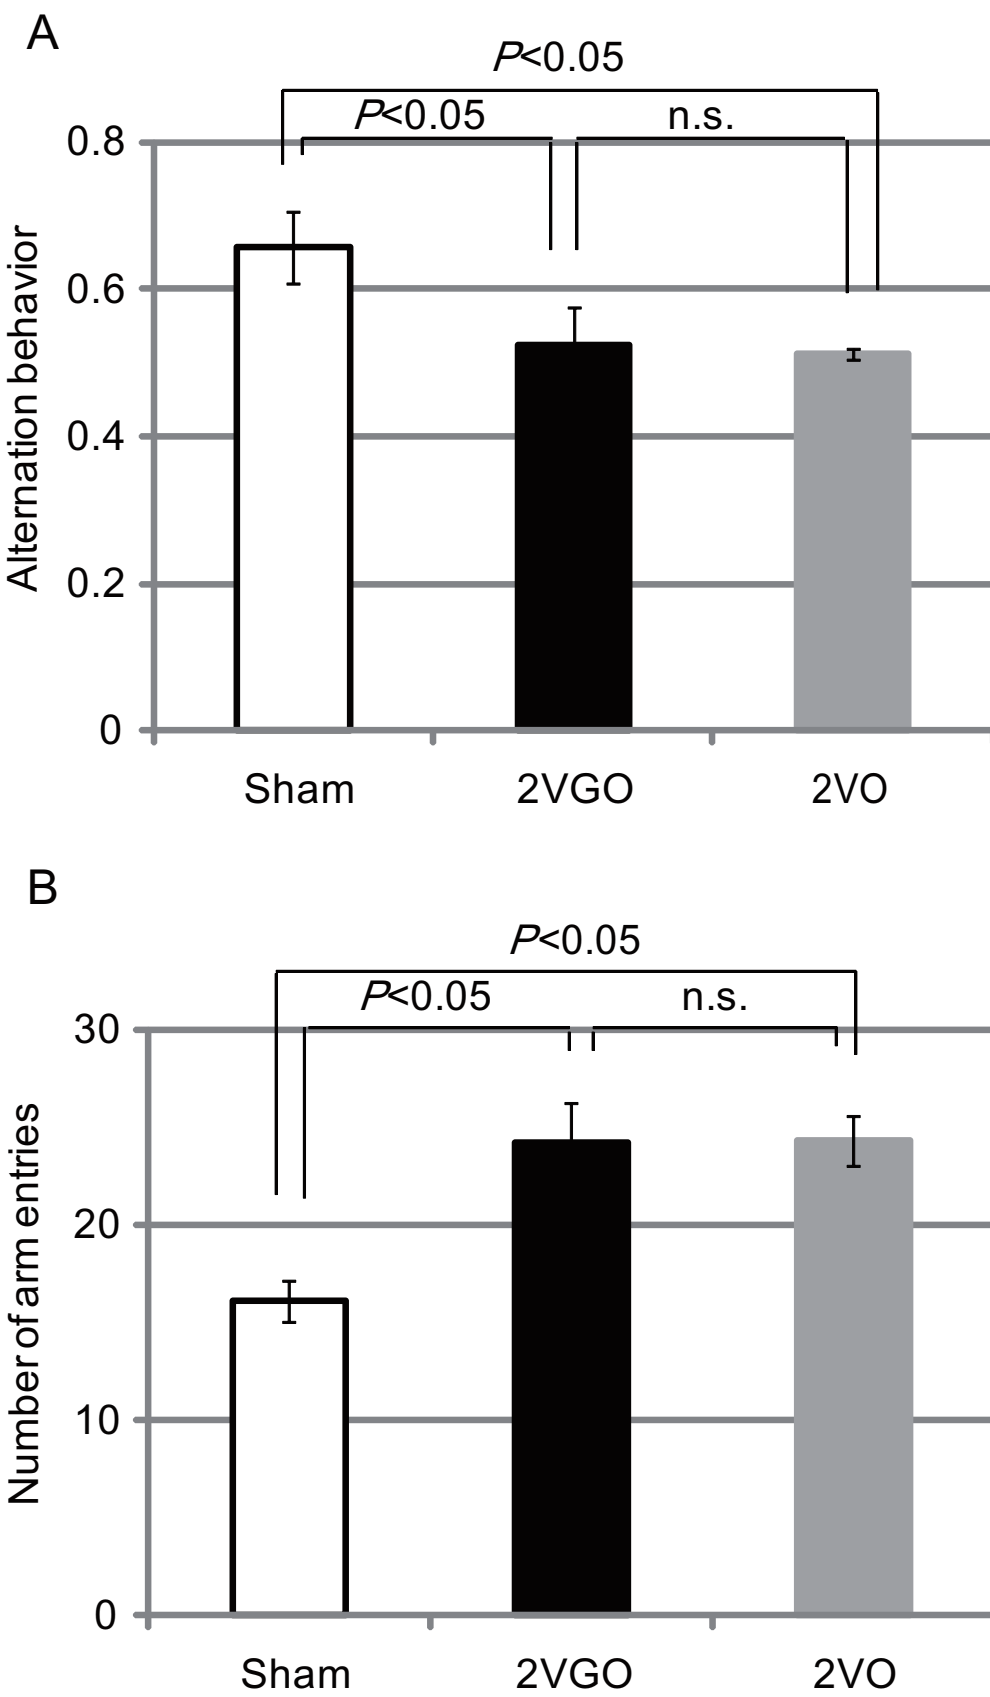 A
P<0.05
P<0.05 n.s.
0.8
0.6
0.4
0.2
0
Alternation behavior
Sham 2VGO 2VO
B
P<0.05
P<0.05 n.s.
30
20
10
0
Number of arm entries
Sham 2VGO 2VO